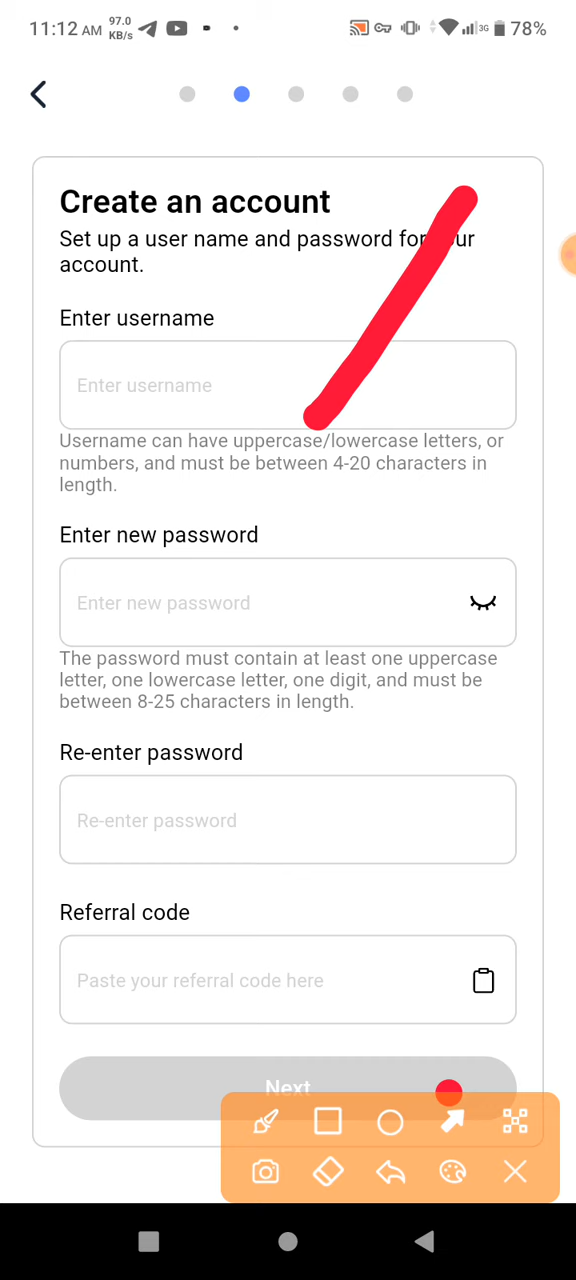 11:12 AM 97.0 KB/s 3G 78%
Create an account
Set up a user name and password for your
account.
Enter username
Enter username
Username can have uppercase/lowercase letters, or
numbers, and must be between 4-20 characters in
length.
Enter new password
Enter new password
The password must contain at least one uppercase
letter, one lowercase letter, one digit, and must be
between 8-25 characters in length.
Re-enter password
Re-enter password
Referral code
Paste your referral code here
Next